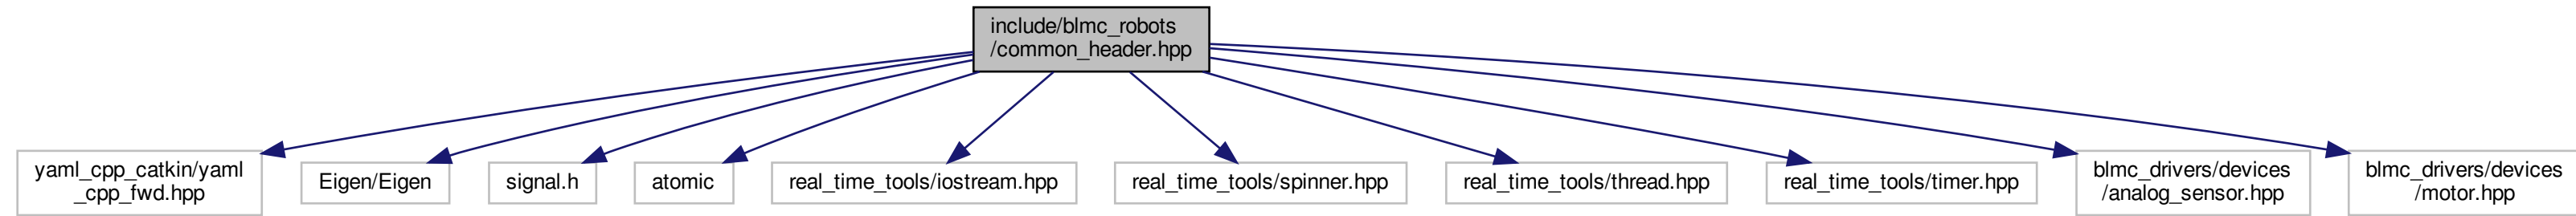 include/blmc_robots
/common_header.hpp
yaml_cpp_catkin/yaml
_cpp_fwd.hpp
Eigen/Eigen
signal.h
atomic
real_time_tools/iostream.hpp
real_time_tools/spinner.hpp
real_time_tools/thread.hpp
real_time_tools/timer.hpp
blmc_drivers/devices
/analog_sensor.hpp
blmc_drivers/devices
/motor.hpp